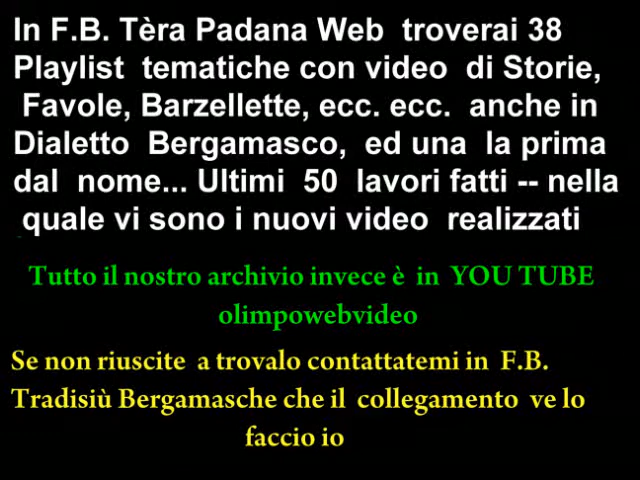 In F.B. Tèra Padana Web troverai 38
Playlist tematiche con video di Storie,
Favole, Barzellette, ecc. ecc. anche in
Dialetto Bergamasco, ed una la prima
dal nome... Ultimi 50 lavori fatti -- nella
quale vi sono i nuovi video realizzati
Tutto il nostro archivio invece è in YOU TUBE
olimpowebvideo
Se non riuscite a trovalo contattatemi in F.B.
Tradisiù Bergamasche che il collegamento ve lo
faccio io